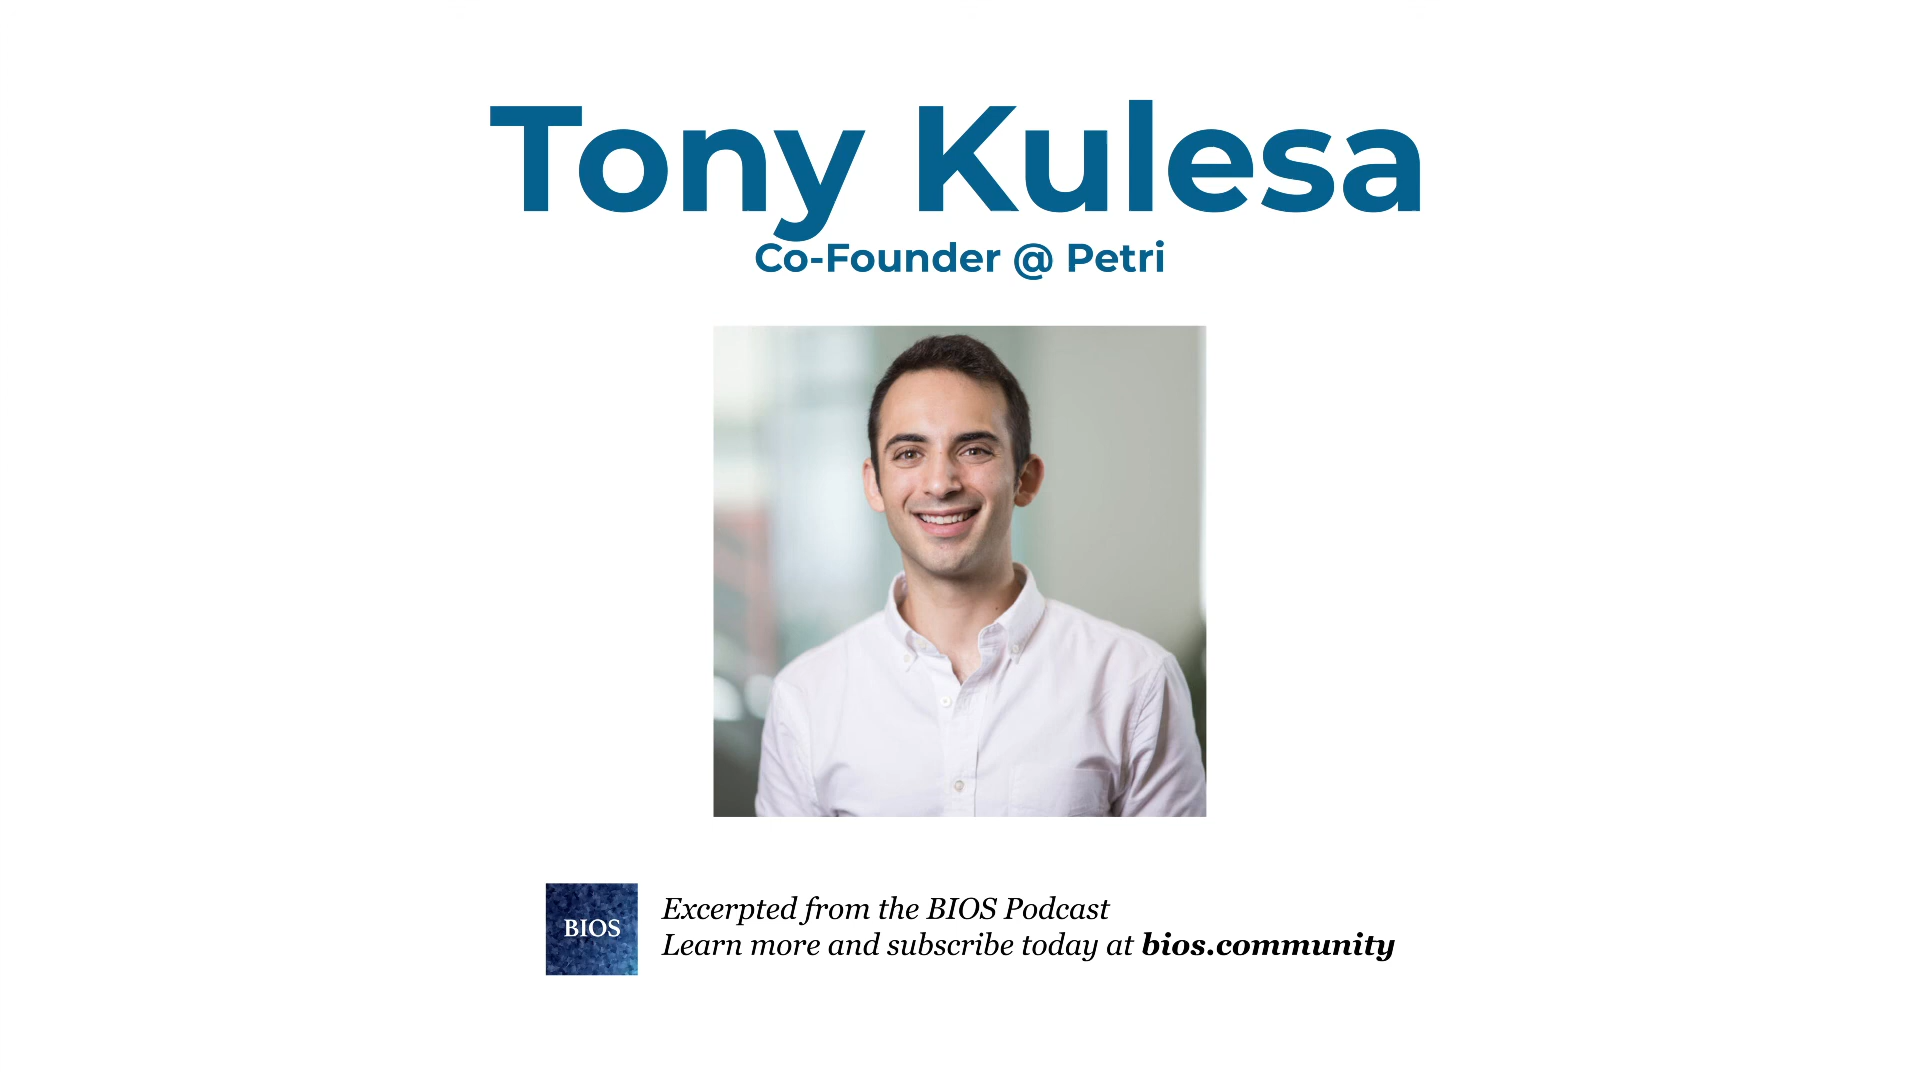 Tony Kulesa
Co-Founder @ Petri
BIOS
Excerpted from the BIOS Podcast
Learn more and subscribe today at bios.community